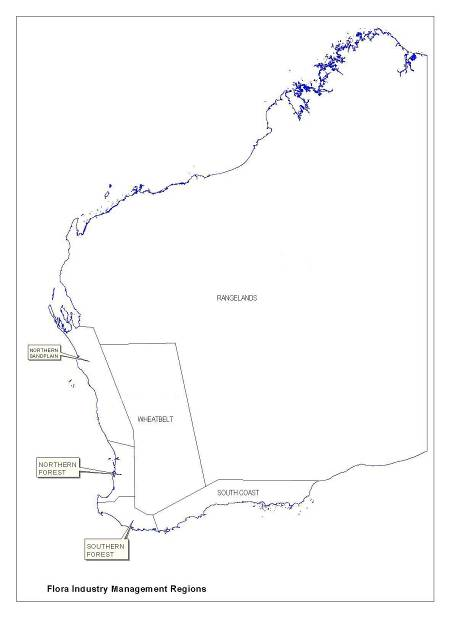 RANGELANDS
NORTHERN
SANDPLAIN
WHEATBELT
NORTHERN
FOREST
SOUTH COAST
SOUTHERN
FOREST
Flora Industry Management Regions